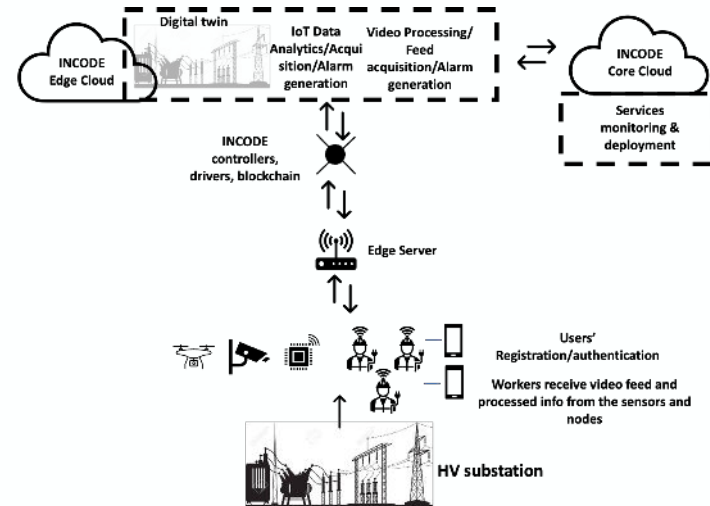 Digital twin
INCODE
Edge Cloud
IoT Data
Analytics/Acqui
sition/Alarm
generation
Video Processing/
Feed
acquisition/Alarm
generation
INCODE
Core Cloud
Services
monitoring &
deployment
INCODE
controllers,
drivers, blockchain
Edge Server
Users'
Registration/authentication
Workers receive video feed and
processed info from the sensors and
nodes
HV substation